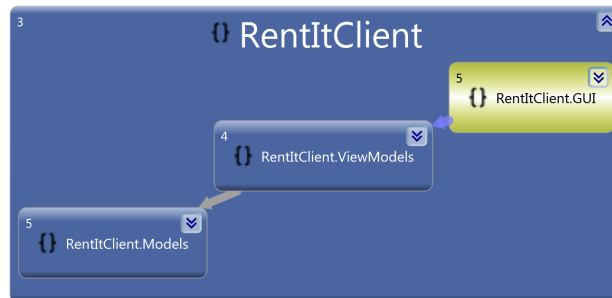 3
{} RentItClient
5
{} RentItClient.GUI
4
{} RentItClient.ViewModels
5
{} RentItClient.Models